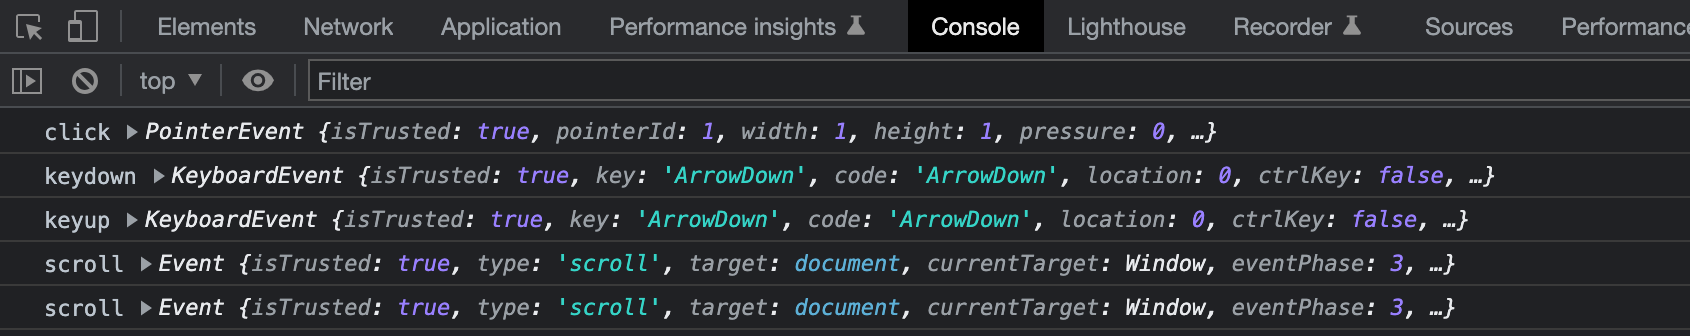 Elements Network Application Performance insights Console Lighthouse Recorder Sources Performanc
top Filter
click ▶PointerEvent {isTrusted: true, pointerId: 1, width: 1, height: 1, pressure: 0, …}
keydown ▶KeyboardEvent {isTrusted: true, key: 'ArrowDown', code: 'ArrowDown', location: 0, ctrlKey: false, …}
keyup ▶KeyboardEvent {isTrusted: true, key: 'ArrowDown', code: 'ArrowDown', location: 0, ctrlKey: false, …}
scroll ▶Event {isTrusted: true, type: 'scroll', target: document, currentTarget: Window, eventPhase: 3, …}
scroll ▶Event {isTrusted: true, type: 'scroll', target: document, currentTarget: Window, eventPhase: 3, …}